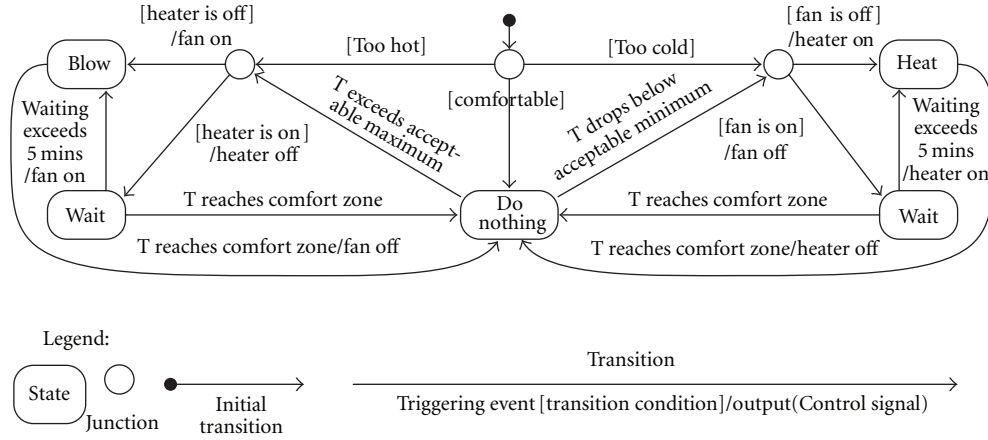 [heater is off]
/fan on
[fan is off]
/heater on
Blow
[Too hot]
[Too cold]
Heat
[comfortable]
T exceeds accept-
able maximum
T drops below
acceptable minimum
Waiting
exceeds
5 mins
/fan on
[heater is on]
/heater off
[fan is on]
/fan off
Waiting
exceeds
5 mins
/heater on
Wait
T reaches comfort zone
Do
nothing
T reaches comfort zone
Wait
T reaches comfort zone/fan off
T reaches comfort zone/heater off
Legend:
State
Junction
Initial
transition
Transition
Triggering event [transition condition]/output(Control signal)